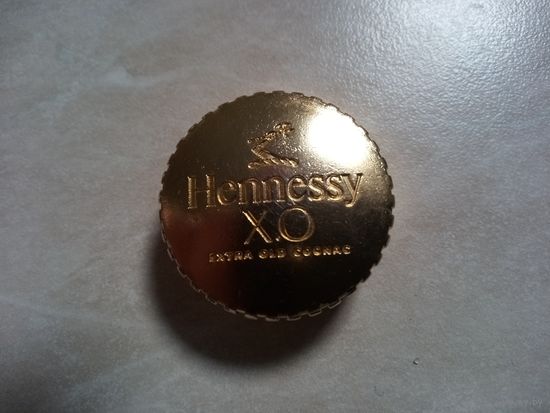 Hennessy
X.O
EXTRA OLD COGNAC